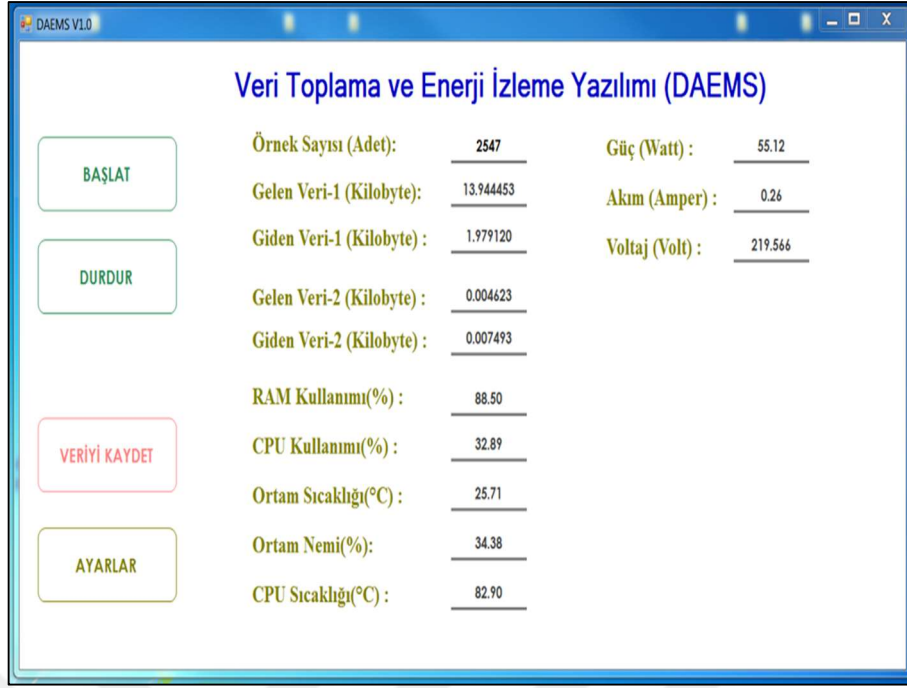 DAEMS V1.0
Veri Toplama ve Enerji İzleme Yazılımı (DAEMS)
BAŞLAT
DURDUR
VERİYİ KAYDET
AYARLAR
Örnek Sayısı (Adet): 2547
Gelen Veri-1 (Kilobyte): 13.944453
Giden Veri-1 (Kilobyte) : 1.979120
Gelen Veri-2 (Kilobyte) : 0.004623
Giden Veri-2 (Kilobyte) : 0.007493
RAM Kullanımı(%) : 88.50
CPU Kullanımı(%) : 32.89
Ortam Sıcaklığı(°C) : 25.71
Ortam Nemi(%): 34.38
CPU Sıcaklığı(°C) : 82.90
Güç (Watt) : 55.12
Akım (Amper) : 0.26
Voltaj (Volt) : 219.566